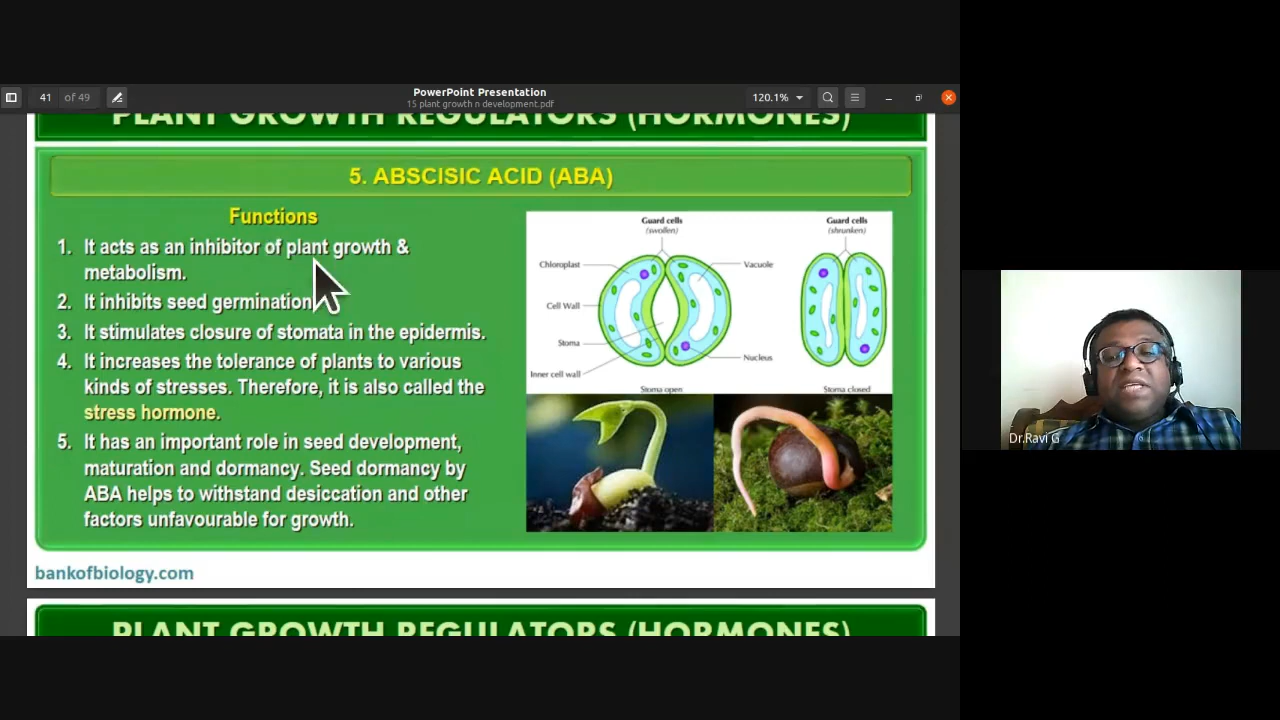 PowerPoint Presentation
41 of 49
15 plant growth n development.pdf
120.1%
PLANT GROWTH REGULATORS (HORMONES)
5. ABSCISIC ACID (ABA)
Functions
1. It acts as an inhibitor of plant growth &
metabolism.
2. It inhibits seed germination
3. It stimulates closure of stomata in the epidermis.
4. It increases the tolerance of plants to various
kinds of stresses. Therefore, it is also called the
stress hormone.
5. It has an important role in seed development,
maturation and dormancy. Seed dormancy by
ABA helps to withstand desiccation and other
factors unfavourable for growth.
Guard cells
(swollen)
Chloroplast
Vacuole
Cell Wall
Stoma
Nucleus
Inner cell wall
Stoma open
Guard cells
(shrunken)
Stoma closed
bankofbiology.com
PLANT GROWTH REGULATORS (HORMONES)
Dr.Ravi G